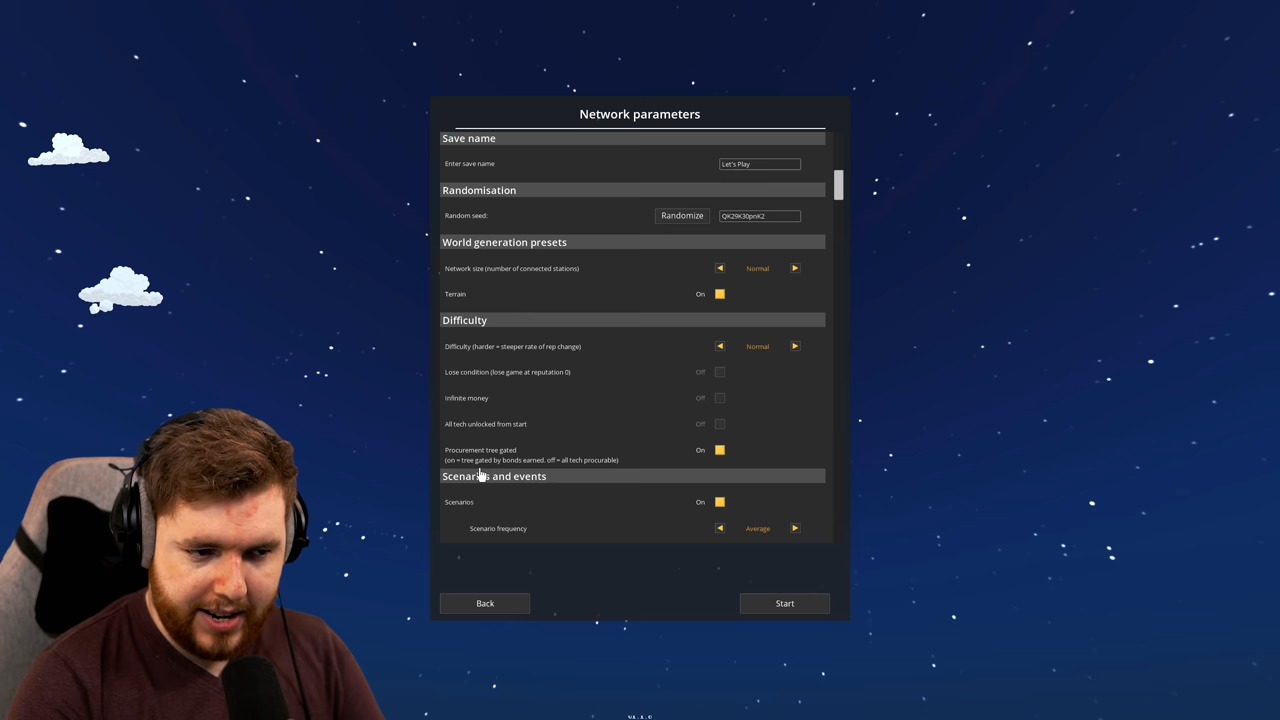 Network parameters
Save name
Enter save name Let's Play
Randomisation
Random seed: Randomize QK29K30pnK2
World generation presets
Network size (number of connected stations) Normal
Terrain On
Difficulty
Difficulty (harder = steeper rate of rep change) Normal
Lose condition (lose game at reputation 0) Off
Infinite money Off
All tech unlocked from start Off
Procurement tree gated On
(on = tree gated by bonds earned. off = all tech procurable)
Scenarios and events
Scenarios On
Scenario frequency Average
Back Start